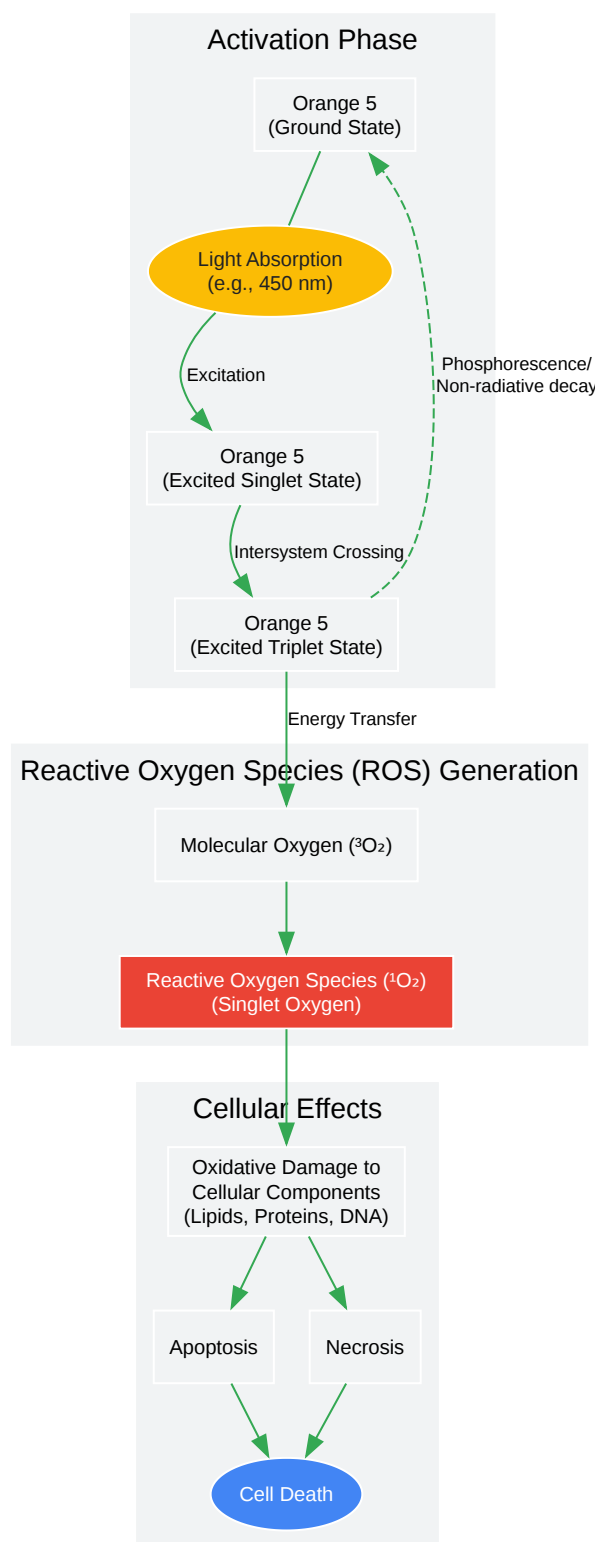 Activation Phase
Orange 5
(Ground State)
Light Absorption
(e.g., 450 nm)
Phosphorescence/
Non-radiative decay
Excitation
Orange 5
(Excited Singlet State)
Intersystem Crossing
Orange 5
(Excited Triplet State)
Energy Transfer
Reactive Oxygen Species (ROS) Generation
Molecular Oxygen (³O₂)
Reactive Oxygen Species (¹O₂)
(Singlet Oxygen)
Cellular Effects
Oxidative Damage to
Cellular Components
(Lipids, Proteins, DNA)
Apoptosis
Necrosis
Cell Death